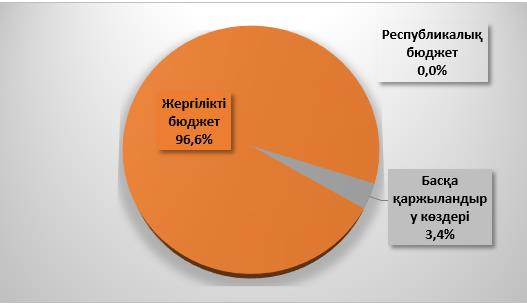 Республикалық
бюджет
0,0%
Жергілікті
бюджет
96,6%
Басқа
қаржыландыр
у көздері
3,4%